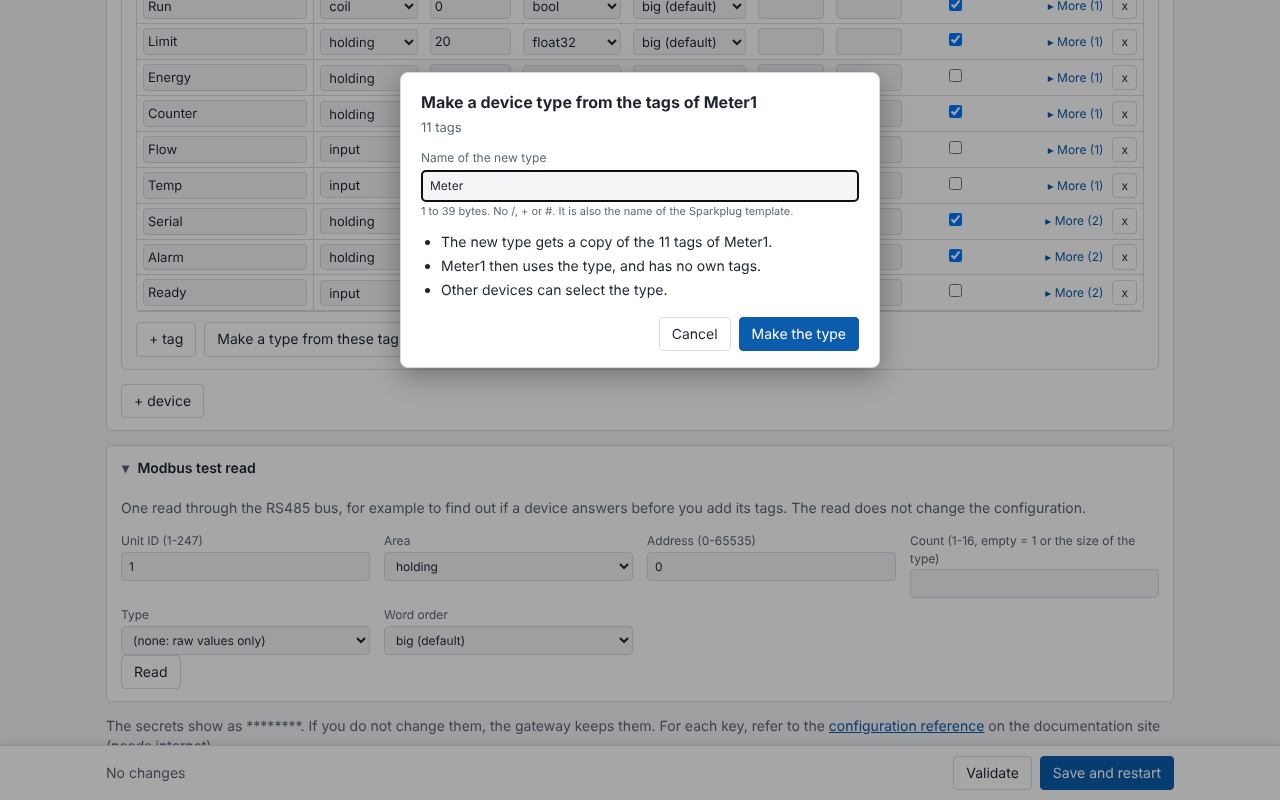 Run coil 0 bool big (default) ▸ More (1) x
Limit holding 20 float32 big (default) ▸ More (1) x
Energy holding ▸ More (1) x
Counter holding ▸ More (1) x
Flow input ▸ More (1) x
Temp input ▸ More (1) x
Serial holding ▸ More (2) x
Alarm holding ▸ More (2) x
Ready input ▸ More (2) x
+ tag Make a type from these tag
+ device
Make a device type from the tags of Meter1
11 tags
Name of the new type
Meter
1 to 39 bytes. No /, + or #. It is also the name of the Sparkplug template.
• The new type gets a copy of the 11 tags of Meter1.
• Meter1 then uses the type, and has no own tags.
• Other devices can select the type.
Cancel Make the type
▼ Modbus test read
One read through the RS485 bus, for example to find out if a device answers before you add its tags. The read does not change the configuration.
Unit ID (1-247) Area Address (0-65535) Count (1-16, empty = 1 or the size of the
type)
1 holding 0
Type Word order
(none: raw values only) big (default)
Read
The secrets show as ********. If you do not change them, the gateway keeps them. For each key, refer to the configuration reference on the documentation site
(needs internet)
No changes Validate Save and restart